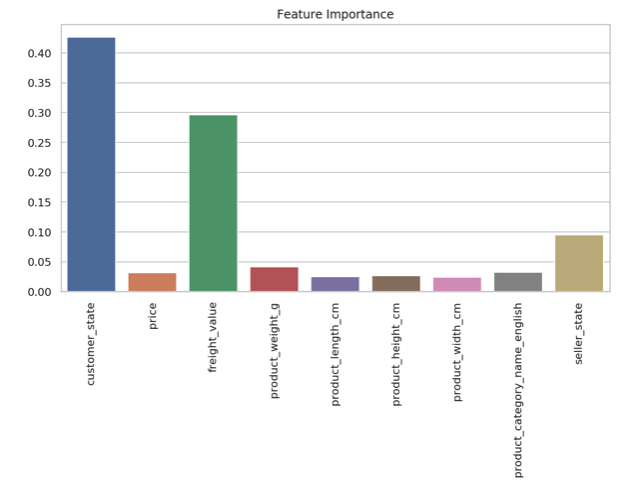 Feature Importance
0.40
0.35
0.30
0.25
0.20
0.15
0.10
0.05
0.00
customer_state
price
freight_value
product_weight_g
product_length_cm
product_height_cm
product_width_cm
product_category_name_english
seller_state